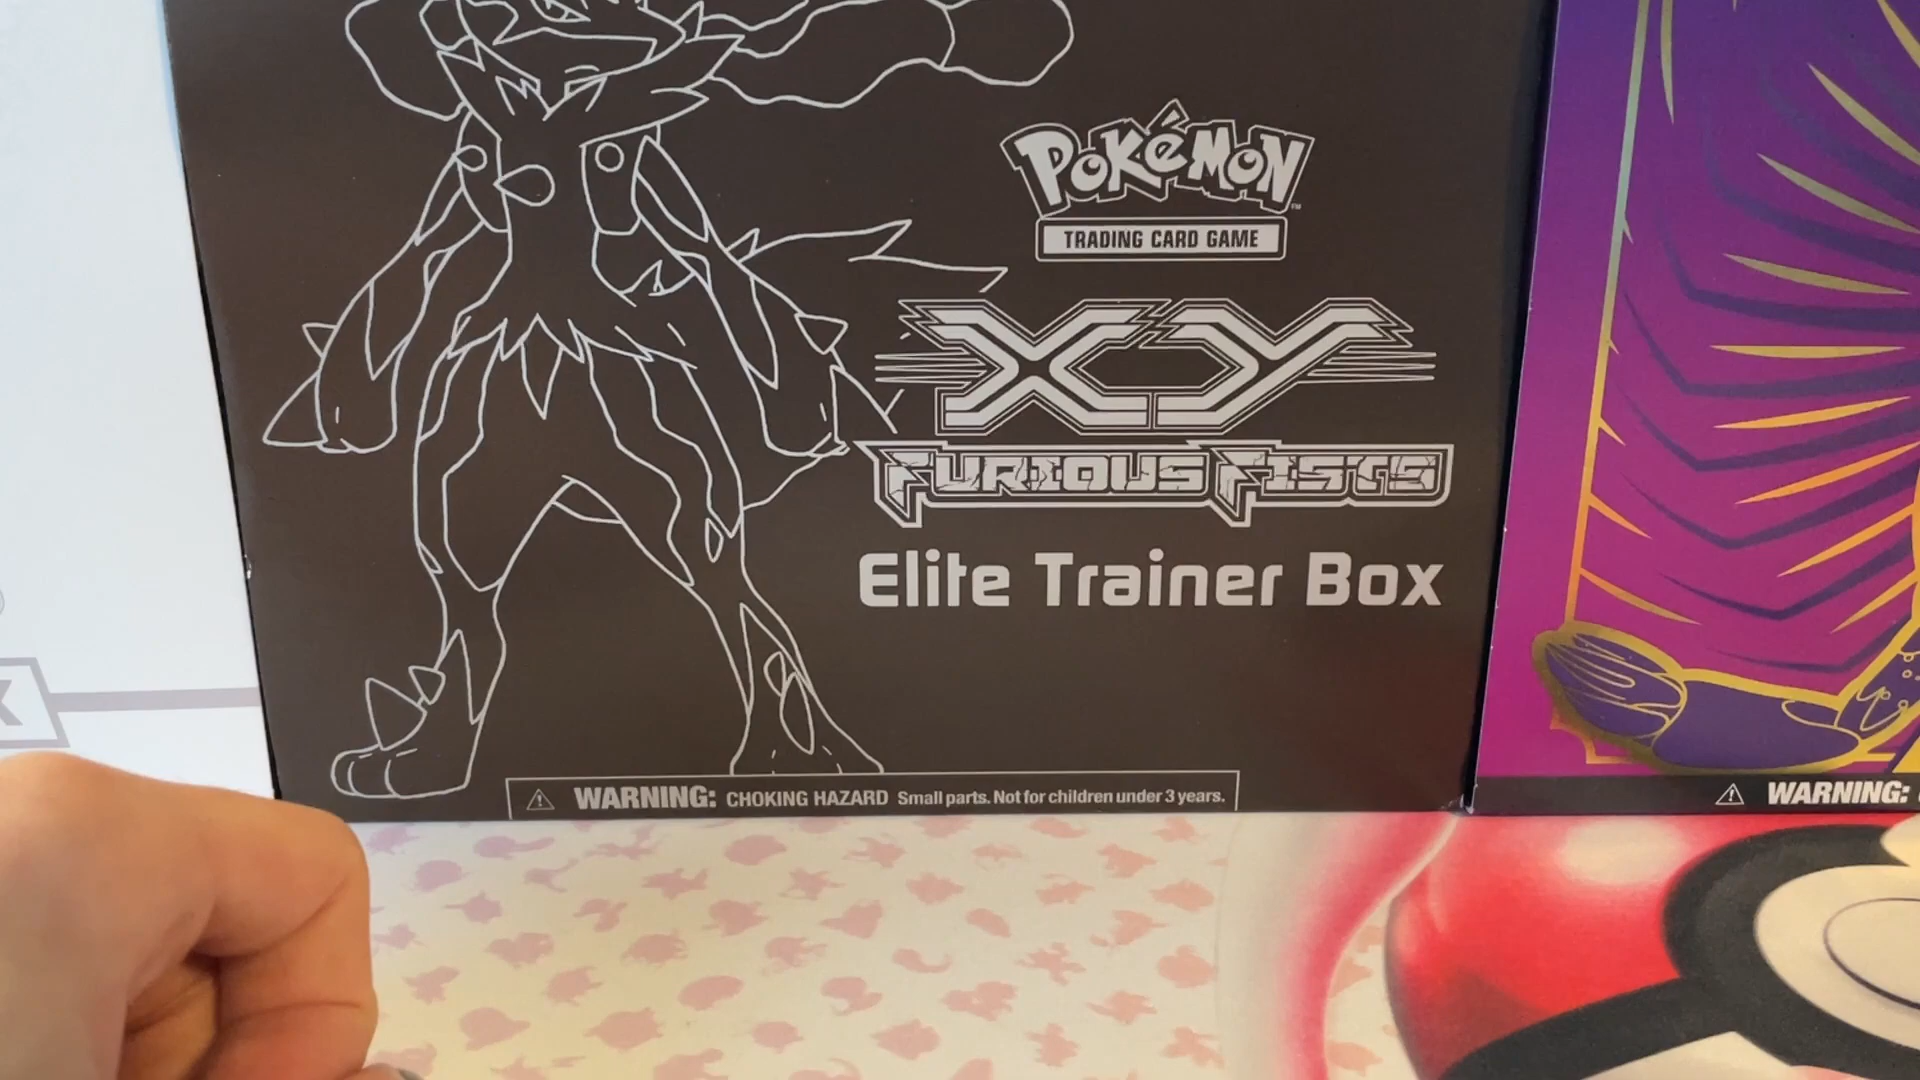 POKéMON
TRADING CARD GAME
XY
FURIOUS FISTS
Elite Trainer Box
WARNING: CHOKING HAZARD Small parts. Not for children under 3 years.
WARNING: